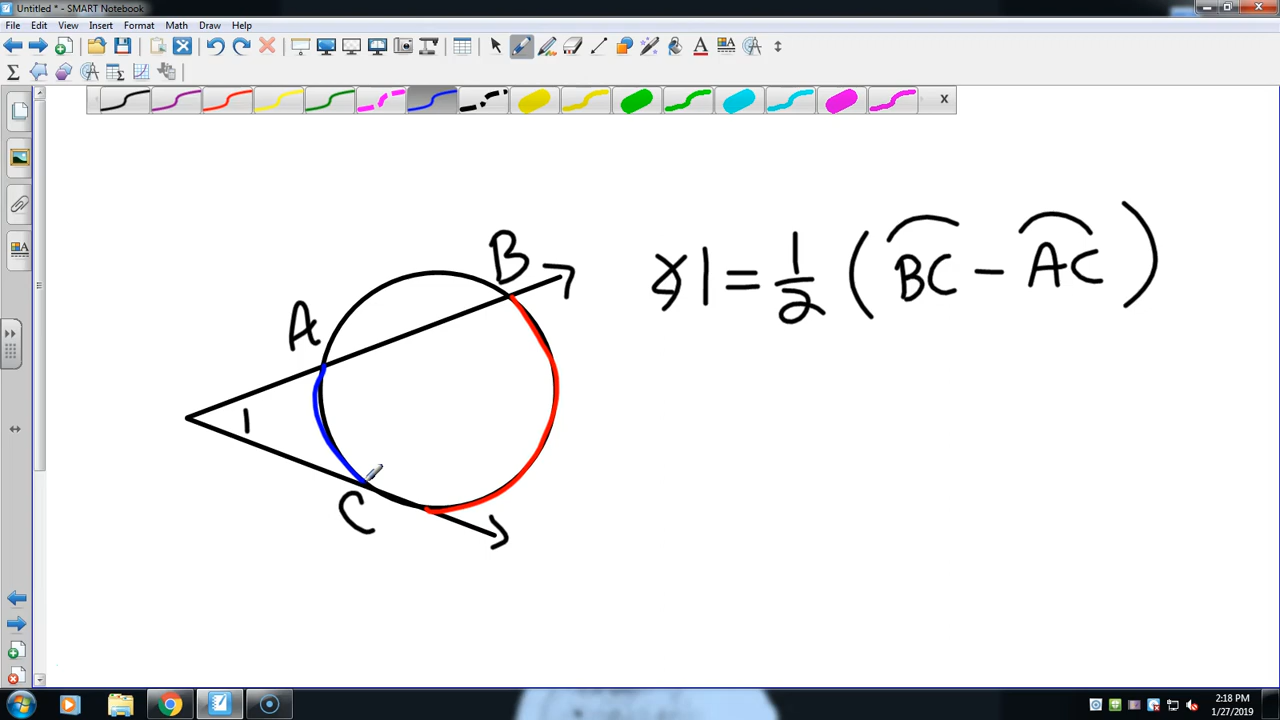 Untitled * - SMART Notebook
File Edit View Insert Format Math Draw Help
B
A
1
C
∡1 = 1/2 (BC⌒ - AC⌒)
2:18 PM
1/27/2019